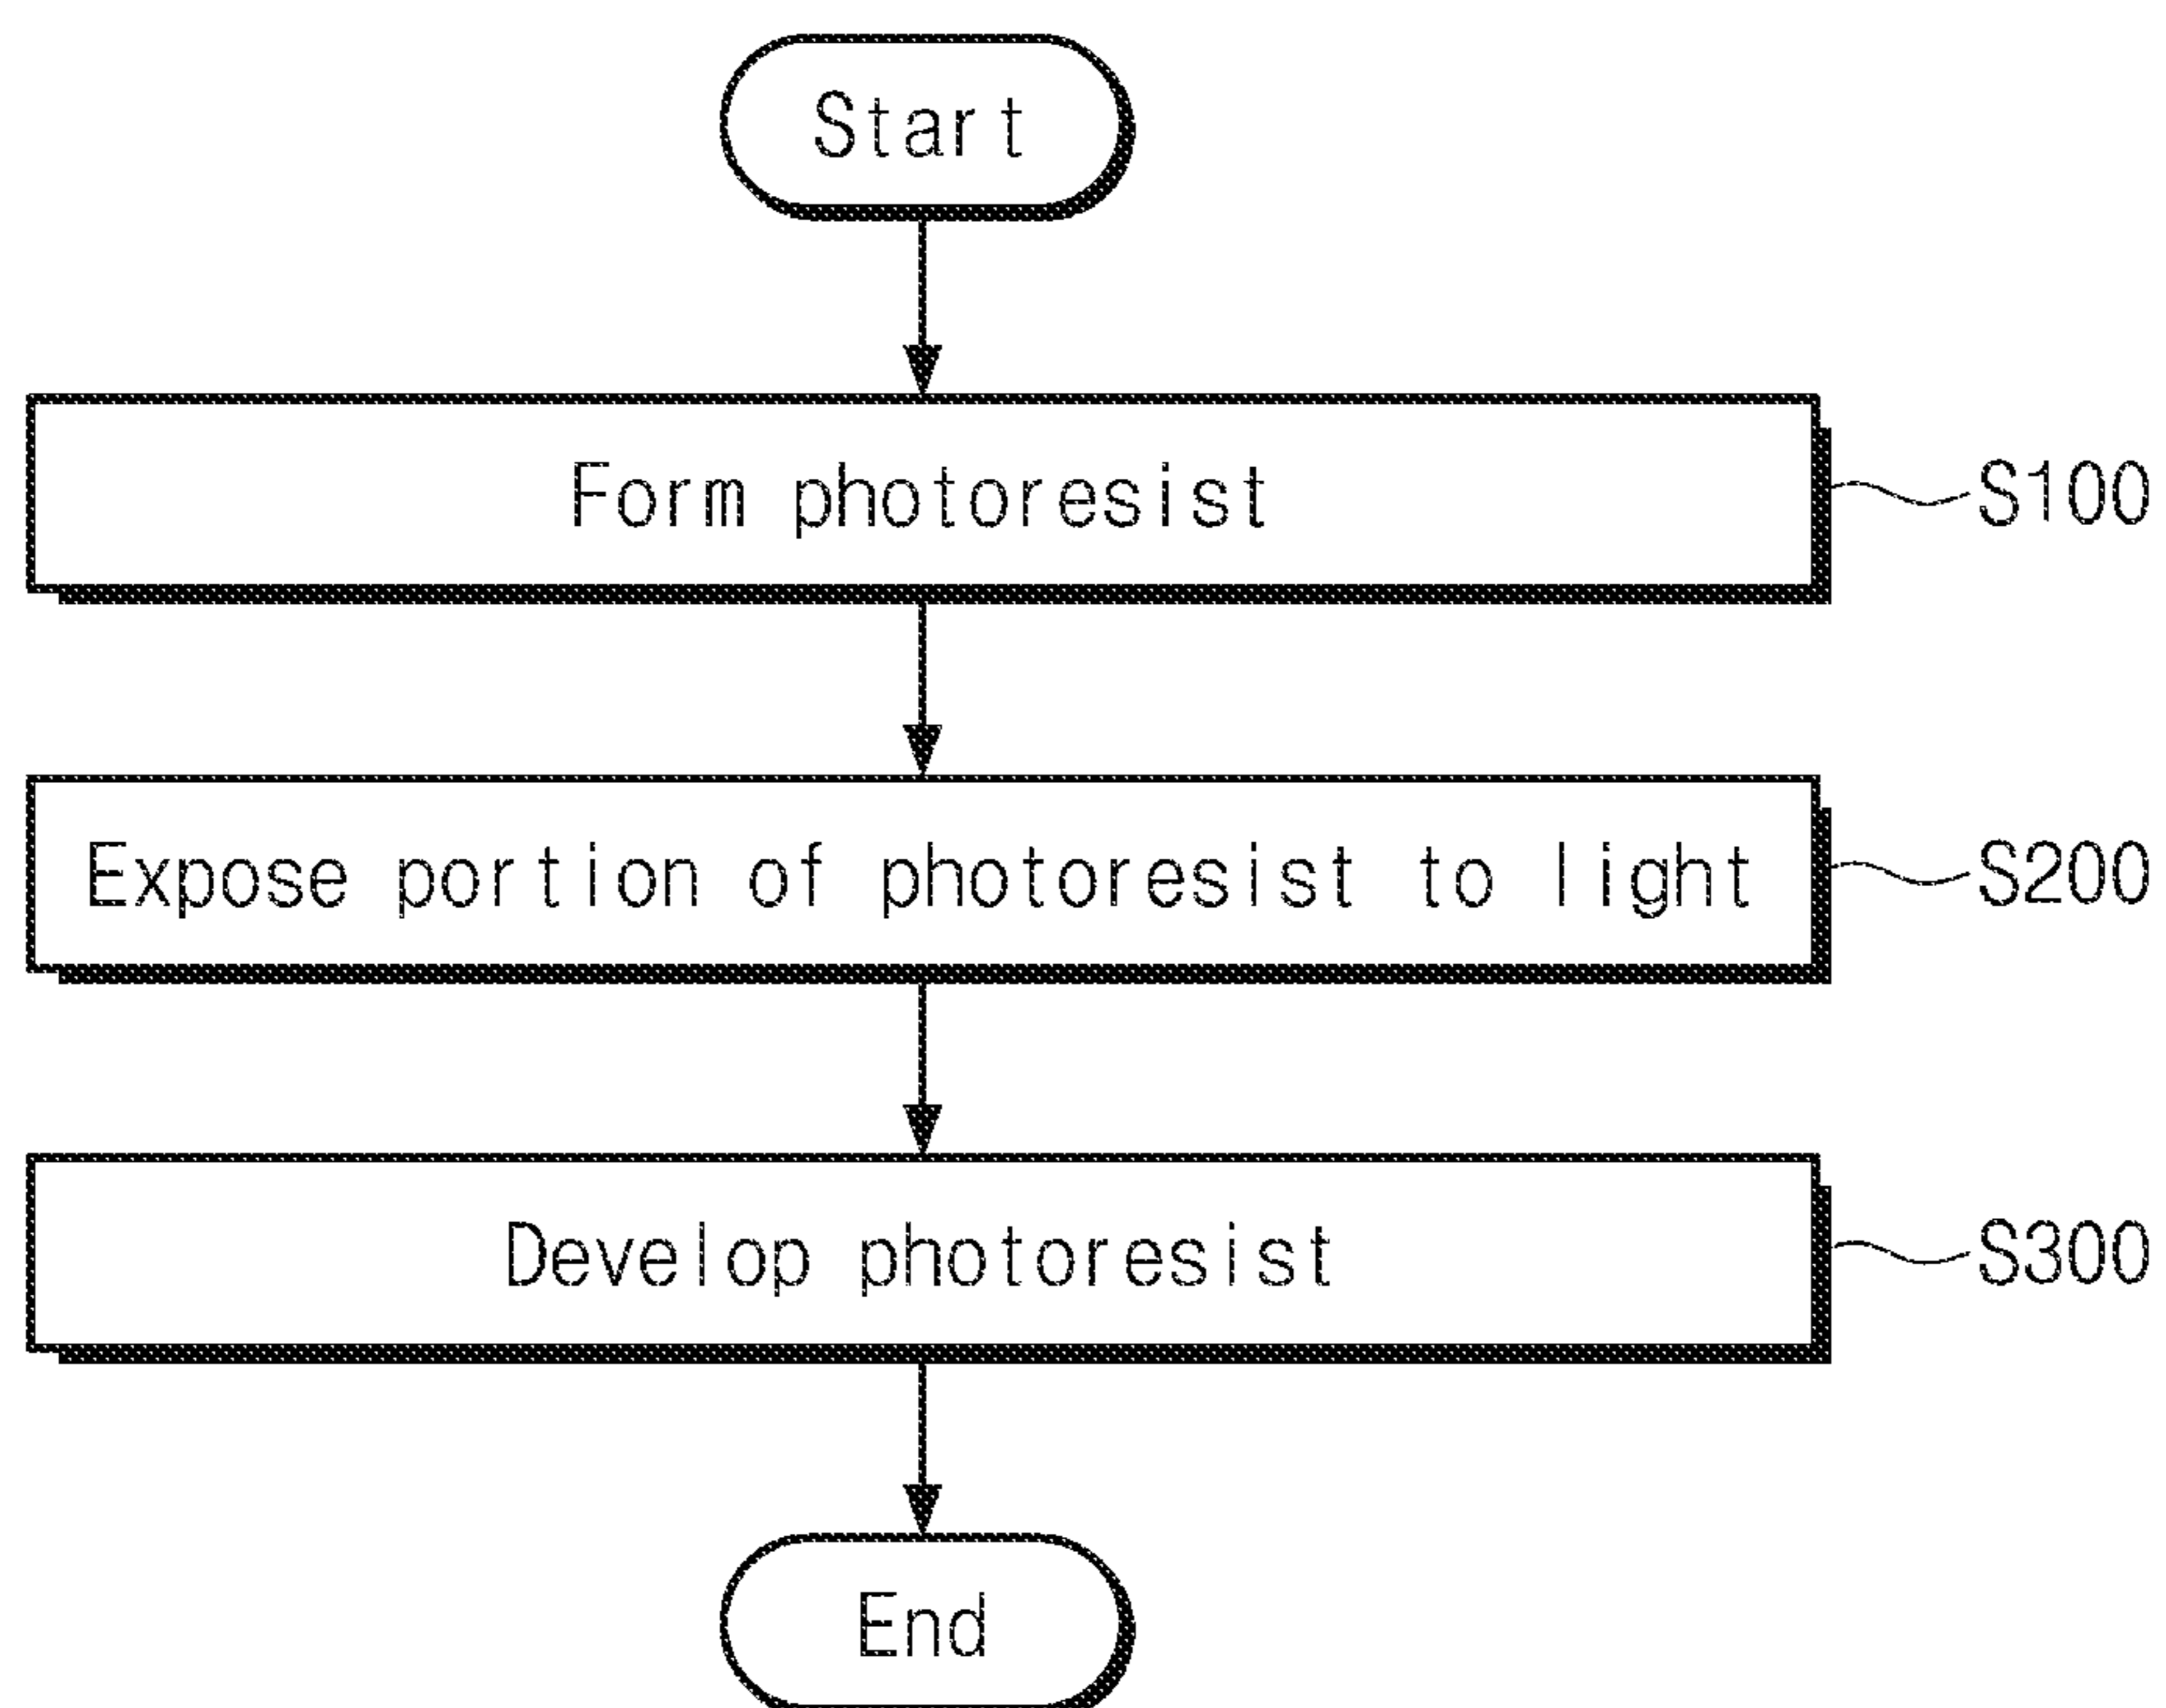 Start
Form photoresist
S100
Expose portion of photoresist to light
S200
Develop photoresist
S300
End